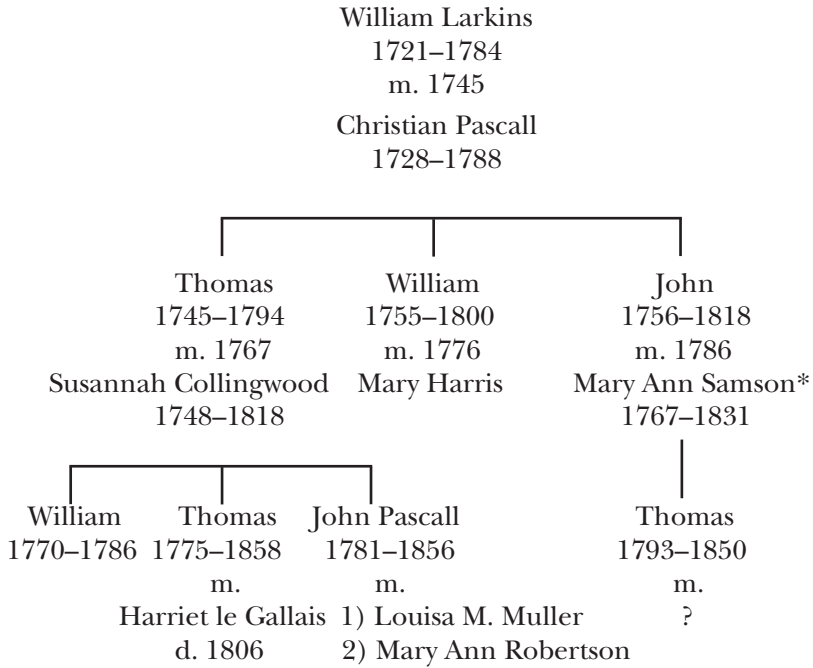 William Larkins
1721–1784
m. 1745
Christian Pascall
1728–1788
Thomas William John
1745–1794 1755–1800 1756–1818
m. 1767 m. 1776 m. 1786
Susannah Collingwood Mary Harris Mary Ann Samson*
1748–1818 1767–1831
William Thomas John Pascall Thomas
1770–1786 1775–1858 1781–1856 1793–1850
m. m. m.
Harriet le Gallais 1) Louisa M. Muller ?
d. 1806 2) Mary Ann Robertson